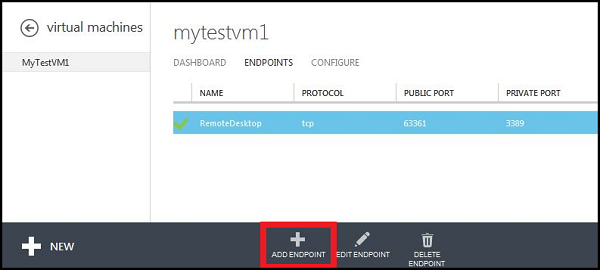 virtual machines
MyTestVM1
mytestvm1
DASHBOARD ENDPOINTS CONFIGURE
NAME PROTOCOL PUBLIC PORT PRIVATE PORT
RemoteDesktop tcp 63361 3389
NEW
ADD ENDPOINT
EDIT ENDPOINT
DELETE
ENDPOINT